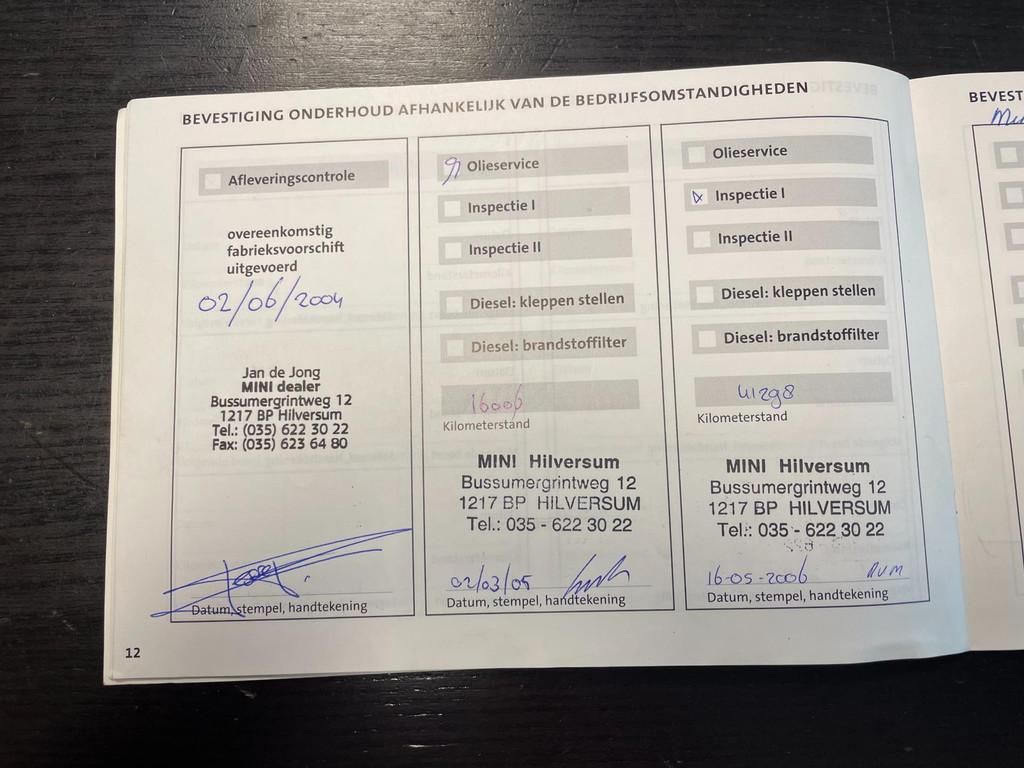 BEVESTIGING ONDERHOUD AFHANKELIJK VAN DE BEDRIJFSOMSTANDIGHEDEN
Afleveringscontrole
overeenkomstig
fabrieksvoorschift
uitgevoerd
02/06/2004
Jan de Jong
MINI dealer
Bussumergrintweg 12
1217 BP Hilversum
Tel.: (035) 622 30 22
Fax: (035) 623 64 80
Datum, stempel, handtekening
Olieservice
Inspectie I
Inspectie II
Diesel: kleppen stellen
Diesel: brandstoffilter
16006
Kilometerstand
MINI Hilversum
Bussumergrintweg 12
1217 BP HILVERSUM
Tel.: 035 - 622 30 22
02/03/05
Datum, stempel, handtekening
Olieservice
Inspectie I
Inspectie II
Diesel: kleppen stellen
Diesel: brandstoffilter
41298
Kilometerstand
MINI Hilversum
Bussumergrintweg 12
1217 BP HILVERSUM
Tel.: 035 - 622 30 22
16-05-2006
Datum, stempel, handtekening
12
BEVEST